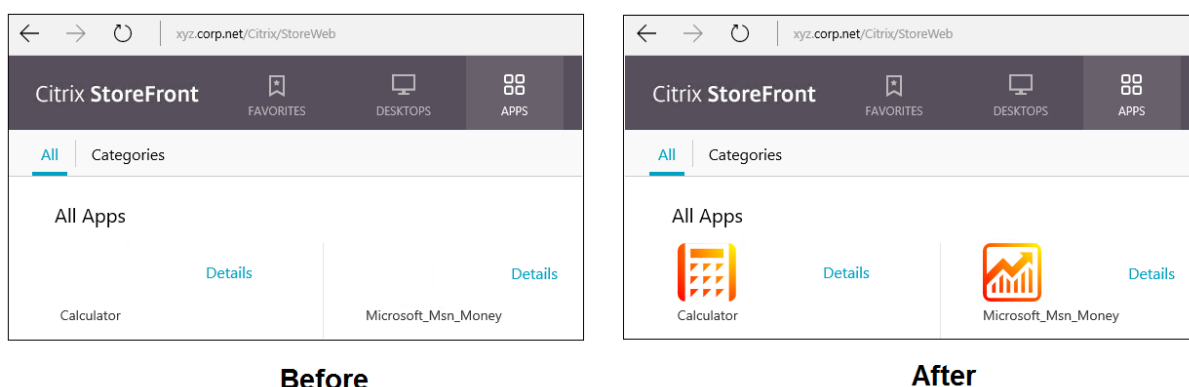 xyz.corp.net/Citrix/StoreWeb
Citrix StoreFront
FAVORITES
DESKTOPS
APPS
All
Categories
All Apps
Details
Details
Calculator
Microsoft_Msn_Money
Before
xyz.corp.net/Citrix/StoreWeb
Citrix StoreFront
FAVORITES
DESKTOPS
APPS
All
Categories
All Apps
Details
Details
Calculator
Microsoft_Msn_Money
After